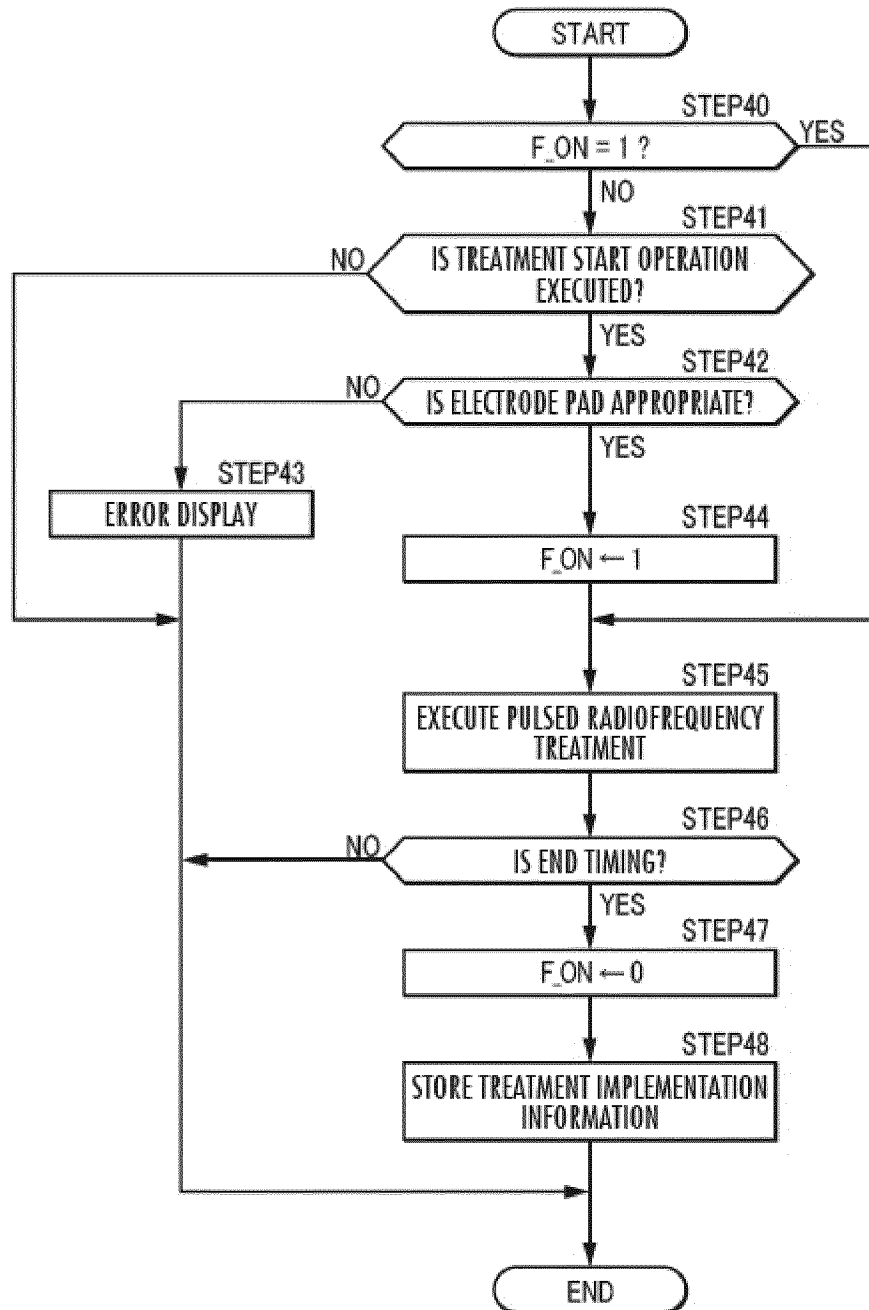 START
STEP40
F_ON = 1 ?
YES
NO
STEP41
NO
IS TREATMENT START OPERATION
EXECUTED?
YES
STEP42
NO
IS ELECTRODE PAD APPROPRIATE?
YES
STEP43
ERROR DISPLAY
STEP44
F_ON ← 1
STEP45
EXECUTE PULSED RADIOFREQUENCY
TREATMENT
STEP46
NO
IS END TIMING?
YES
STEP47
F_ON ← 0
STEP48
STORE TREATMENT IMPLEMENTATION
INFORMATION
END